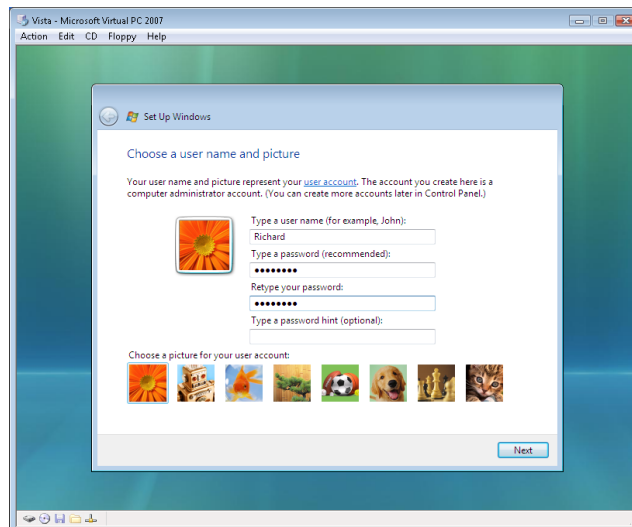 Vista - Microsoft Virtual PC 2007
Action Edit CD Floppy Help
Set Up Windows
Choose a user name and picture
Your user name and picture represent your user account. The account you create here is a
computer administrator account. (You can create more accounts later in Control Panel.)
Type a user name (for example, John):
Richard
Type a password (recommended):
●●●●●●●●
Retype your password:
●●●●●●●●
Type a password hint (optional):
Choose a picture for your user account:
Next